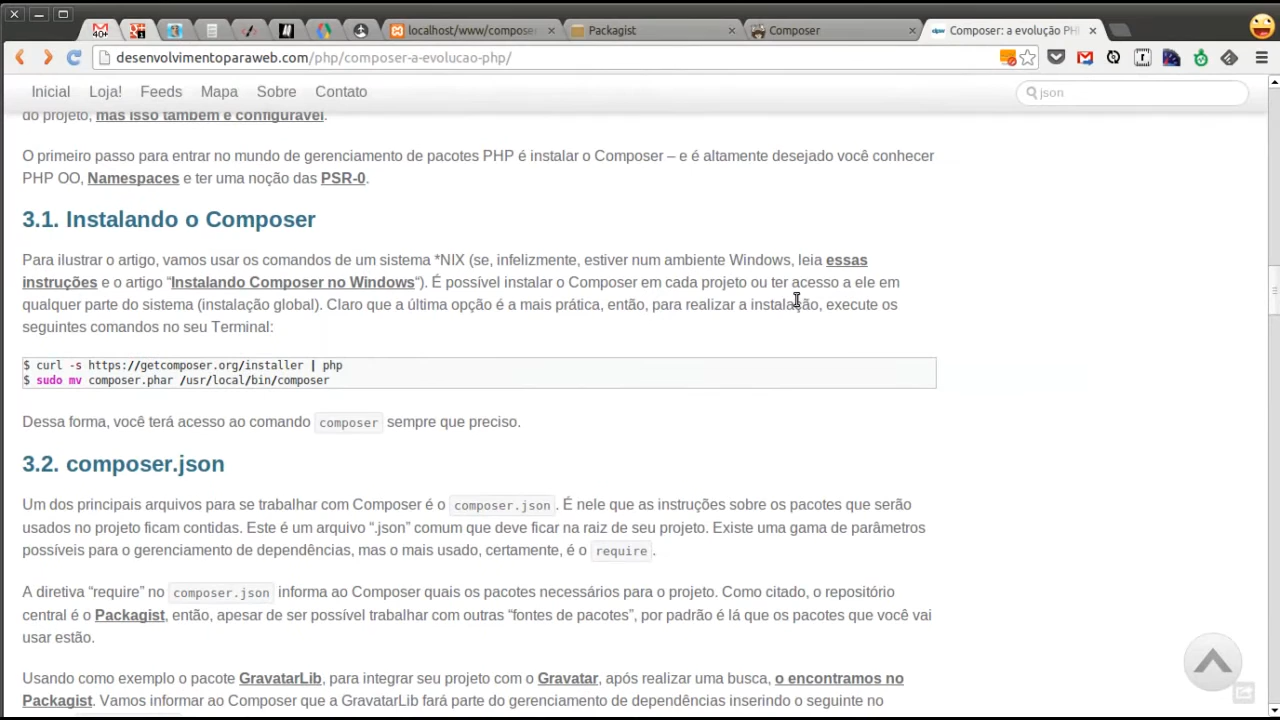 40+
localhost/www/compose
Packagist
Composer
Composer: a evolução PH
desenvolvimentoparaweb.com/php/composer-a-evolucao-php/
Inicial Loja! Feeds Mapa Sobre Contato
json
do projeto, mas isso também é configurável.
O primeiro passo para entrar no mundo de gerenciamento de pacotes PHP é instalar o Composer – e é altamente desejado você conhecer
PHP OO, Namespaces e ter uma noção das PSR-0.
3.1. Instalando o Composer
Para ilustrar o artigo, vamos usar os comandos de um sistema *NIX (se, infelizmente, estiver num ambiente Windows, leia essas
instruções e o artigo “Instalando Composer no Windows“). É possível instalar o Composer em cada projeto ou ter acesso a ele em
qualquer parte do sistema (instalação global). Claro que a última opção é a mais prática, então, para realizar a instalação, execute os
seguintes comandos no seu Terminal:
$ curl -s https://getcomposer.org/installer | php
$ sudo mv composer.phar /usr/local/bin/composer
Dessa forma, você terá acesso ao comando composer sempre que preciso.
3.2. composer.json
Um dos principais arquivos para se trabalhar com Composer é o composer.json. É nele que as instruções sobre os pacotes que serão
usados no projeto ficam contidas. Este é um arquivo “.json” comum que deve ficar na raiz de seu projeto. Existe uma gama de parâmetros
possíveis para o gerenciamento de dependências, mas o mais usado, certamente, é o require.
A diretiva “require” no composer.json informa ao Composer quais os pacotes necessários para o projeto. Como citado, o repositório
central é o Packagist, então, apesar de ser possível trabalhar com outras “fontes de pacotes”, por padrão é lá que os pacotes que você vai
usar estão.
Usando como exemplo o pacote GravatarLib, para integrar seu projeto com o Gravatar, após realizar uma busca, o encontramos no
Packagist. Vamos informar ao Composer que a GravatarLib fará parte do gerenciamento de dependências inserindo o seguinte no